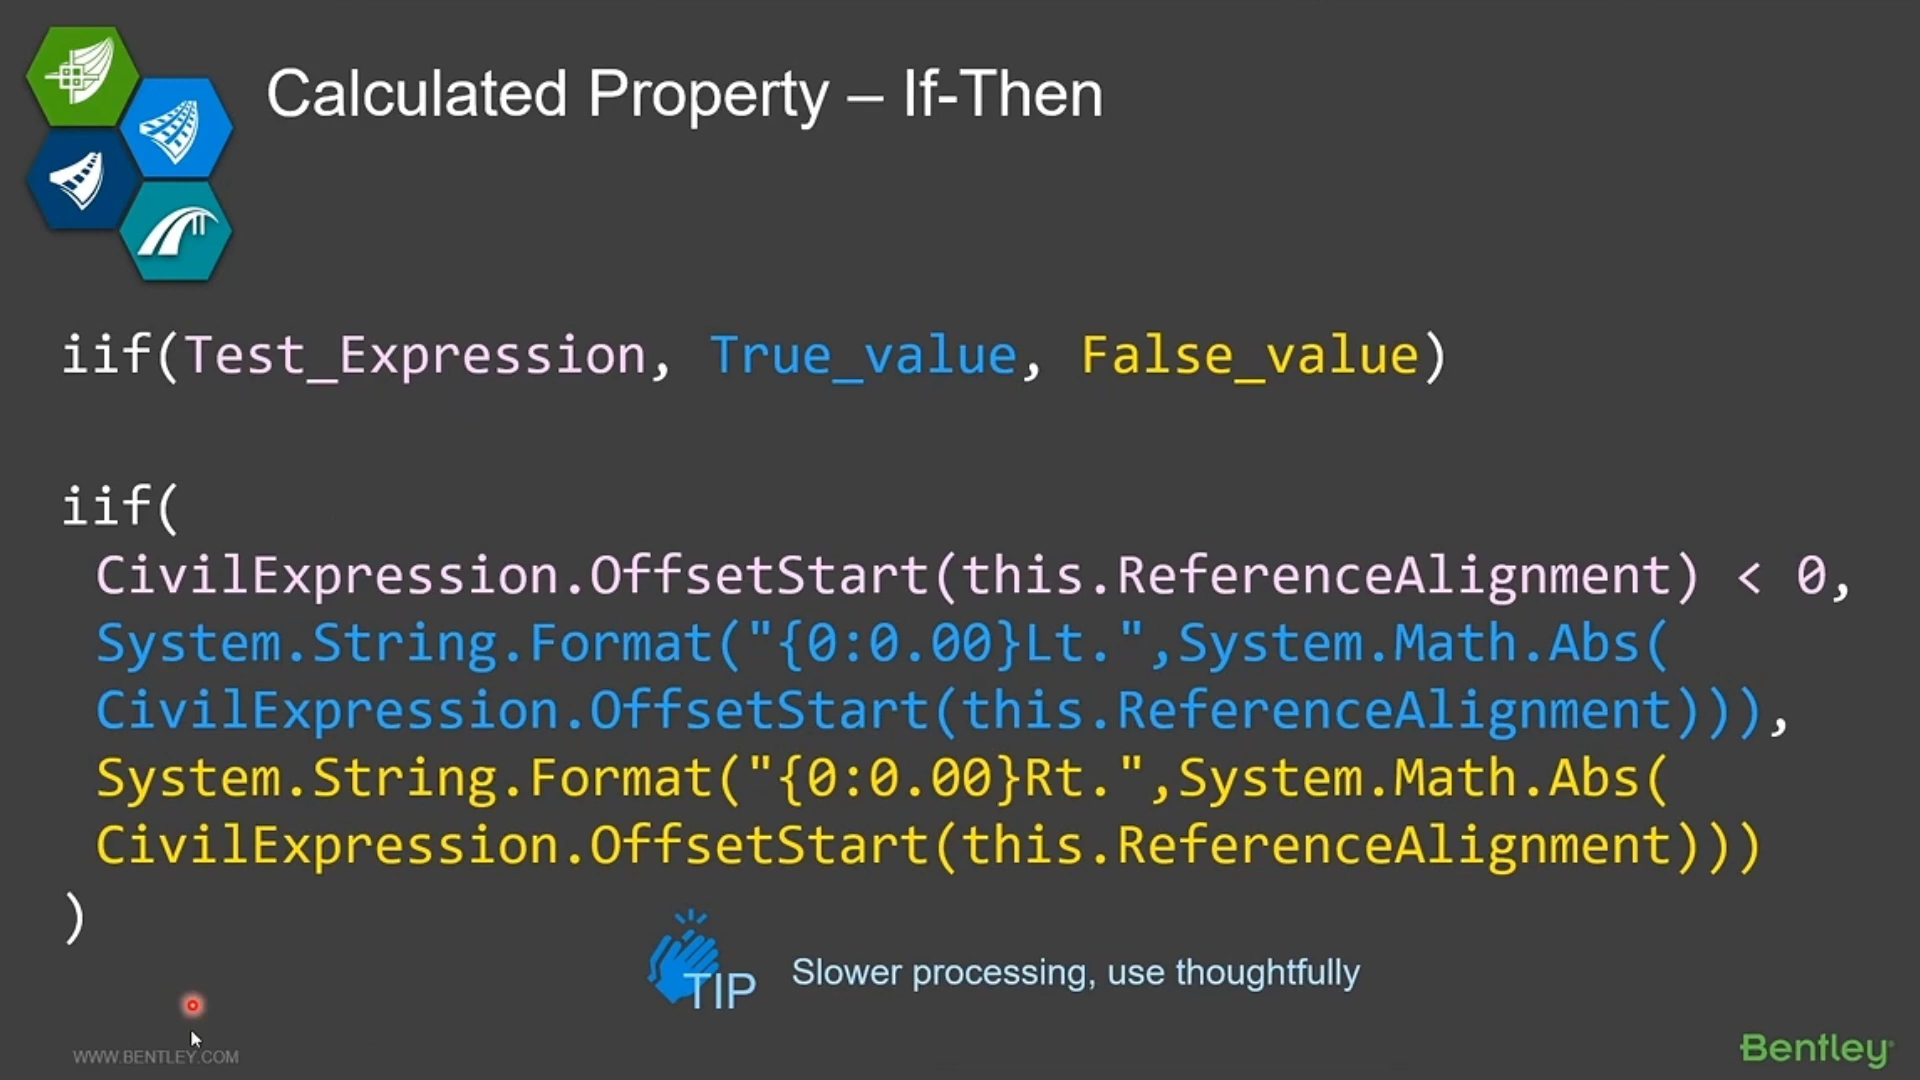 Calculated Property – If-Then
iif(Test_Expression, True_value, False_value)
iif(
CivilExpression.OffsetStart(this.ReferenceAlignment) < 0,
System.String.Format("{0:0.00}Lt.",System.Math.Abs(
CivilExpression.OffsetStart(this.ReferenceAlignment))),
System.String.Format("{0:0.00}Rt.",System.Math.Abs(
CivilExpression.OffsetStart(this.ReferenceAlignment)))
)
TIP
Slower processing, use thoughtfully
WWW.BENTLEY.COM
Bentley